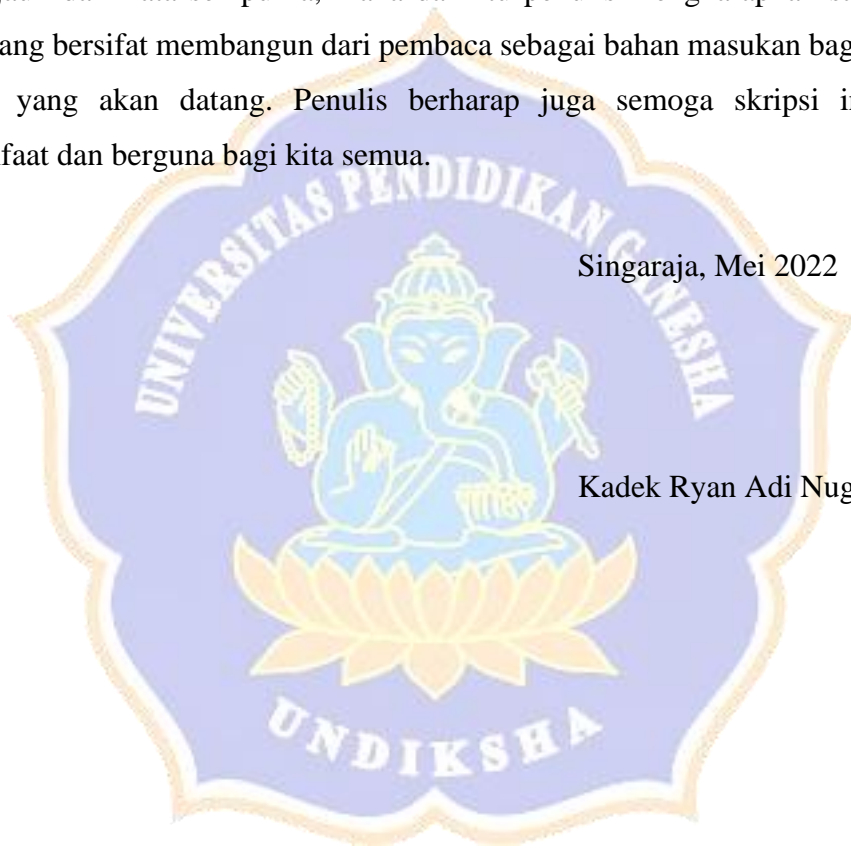 ang bersifat membangun dari pembaca sebagai bahan masukan bag
yang akan datang. Penulis berharap juga semoga skripsi i
faat dan berguna bagi kita semua.
UNIVERSITAS PENDIDIKAN GANESHA
Singaraja, Mei 2022
Kadek Ryan Adi Nug
UNDIKSHA